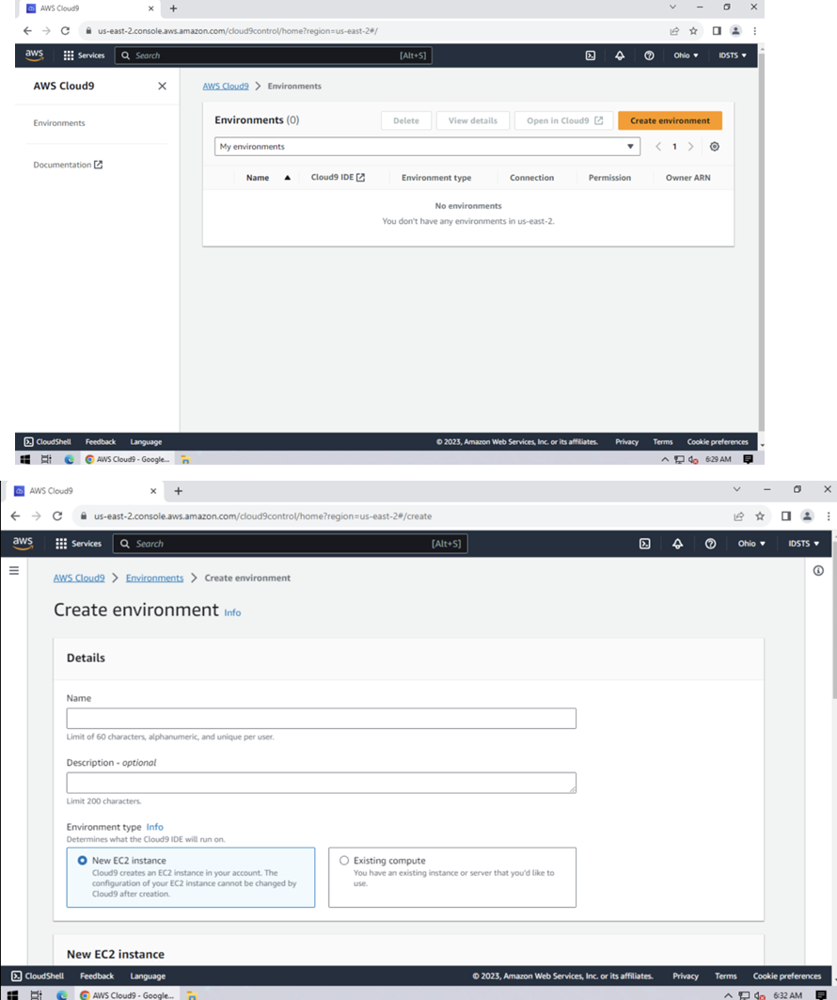 AWS Cloud9
us-east-2.console.aws.amazon.com/cloud9control/home?region=us-east-2#/
aws Services Search [Alt+S] Ohio IDSTS
AWS Cloud9
Environments
Documentation
AWS Cloud9 > Environments
Environments (0) Delete View details Open in Cloud9 Create environment
My environments 1
Name Cloud9 IDE Environment type Connection Permission Owner ARN
No environments
You don't have any environments in us-east-2.
CloudShell Feedback Language © 2023, Amazon Web Services, Inc. or its affiliates. Privacy Terms Cookie preferences
AWS Cloud9 - Google... 6:29 AM
AWS Cloud9
us-east-2.console.aws.amazon.com/cloud9control/home?region=us-east-2#/create
aws Services Search [Alt+S] Ohio IDSTS
AWS Cloud9 > Environments > Create environment
Create environment Info
Details
Name
Limit of 60 characters, alphanumeric, and unique per user.
Description - optional
Limit 200 characters.
Environment type Info
Determines what the Cloud9 IDE will run on.
New EC2 instance
Cloud9 creates an EC2 instance in your account. The
configuration of your EC2 instance cannot be changed by
Cloud9 after creation.
Existing compute
You have an existing instance or server that you'd like to
use.
New EC2 instance
CloudShell Feedback Language © 2023, Amazon Web Services, Inc. or its affiliates. Privacy Terms Cookie preferences
AWS Cloud9 - Google... 6:32 AM